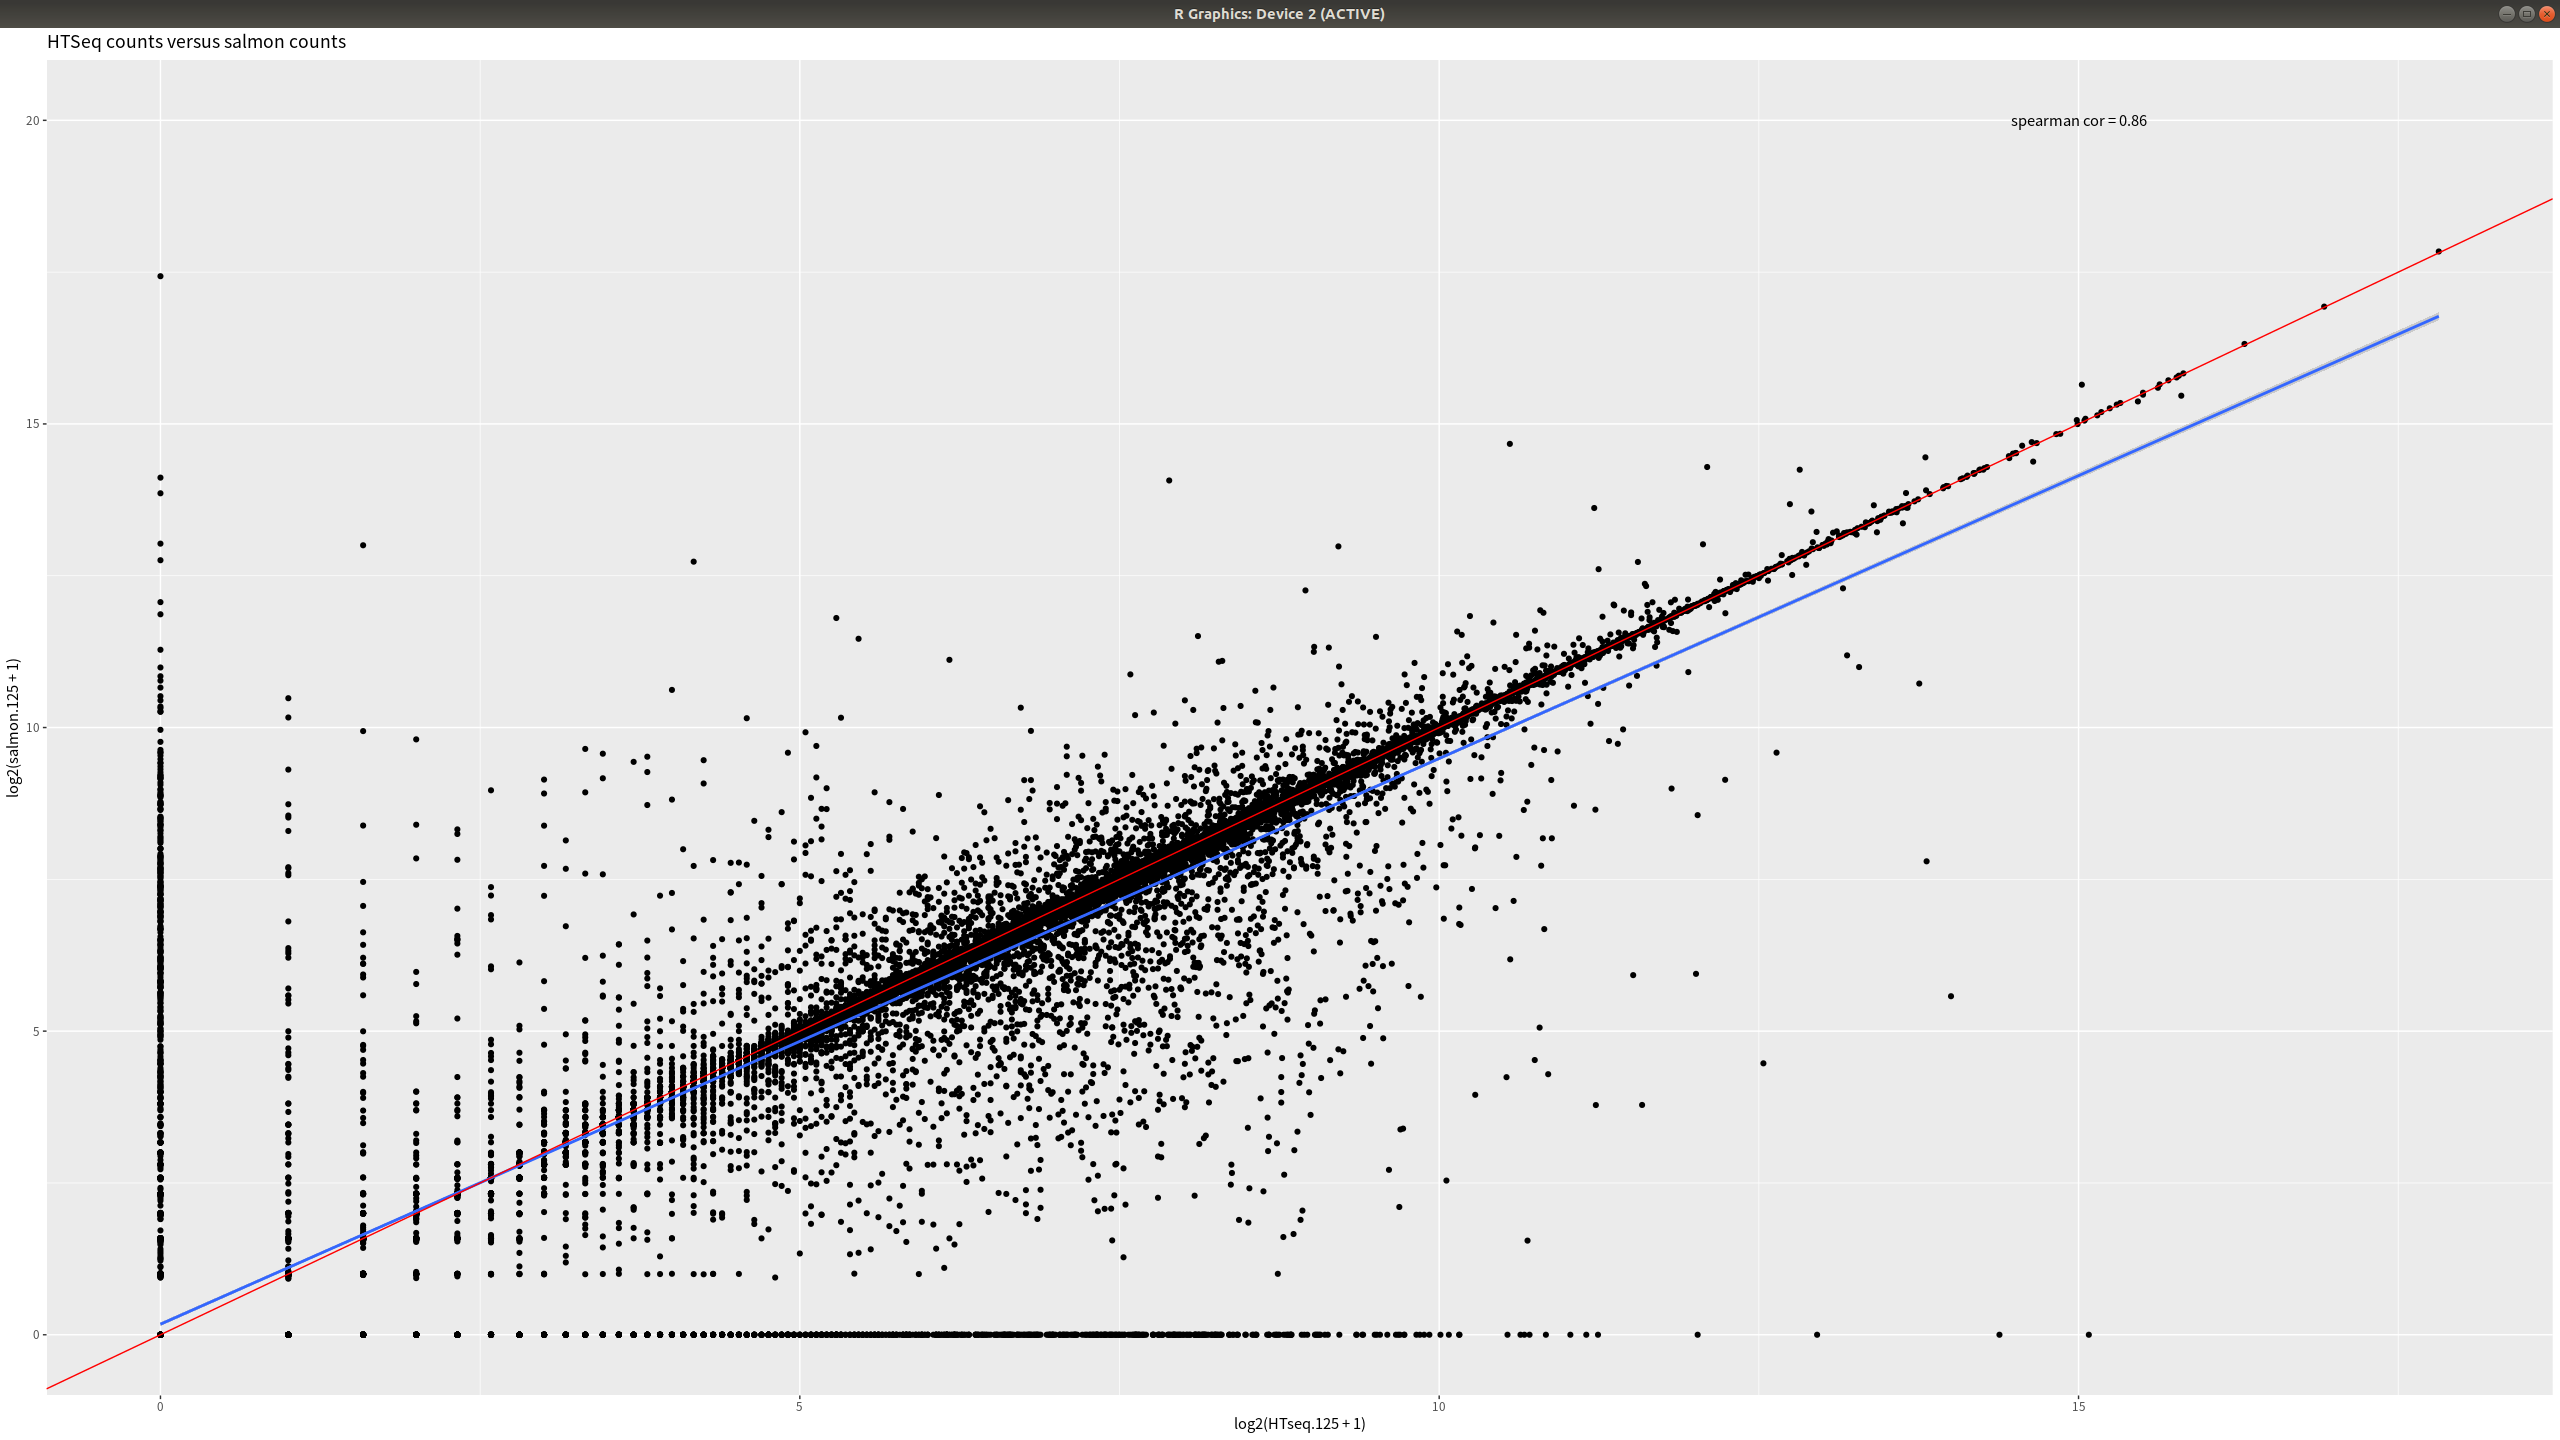 R Graphics: Device 2 (ACTIVE)
HTSeq counts versus salmon counts
spearman cor = 0.86
20
15
10
5
0
log2(salmon.125 + 1)
0 5 10 15
log2(HTseq.125 + 1)